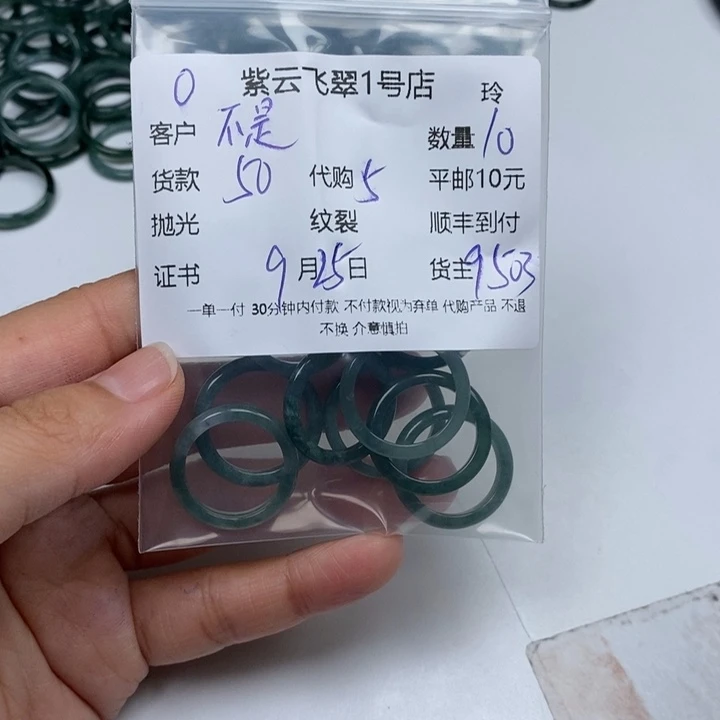 0 紫云飞翠1号店 玲
客户 不是 数量 10
货款 50 代购 5 平邮10元
抛光 纹裂 顺丰到付
证书 9月25日 货主 9503
一单一付 30分钟内付款 不付款视为弃单 代购产品 不退
不换 介意慎拍